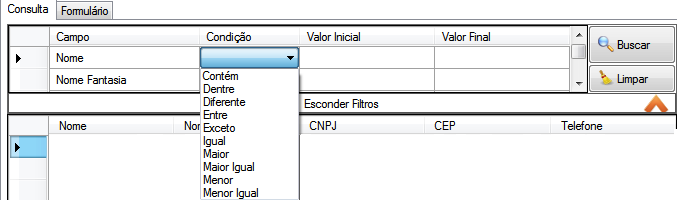 Consulta Formulário
Campo Condição Valor Inicial Valor Final
Buscar
Nome
Nome Fantasia
Limpar
Contém
Dentre
Diferente
Entre
Exceto
Igual
Maior
Maior Igual
Menor
Menor Igual
Esconder Filtros
Nome No CNPJ CEP Telefone